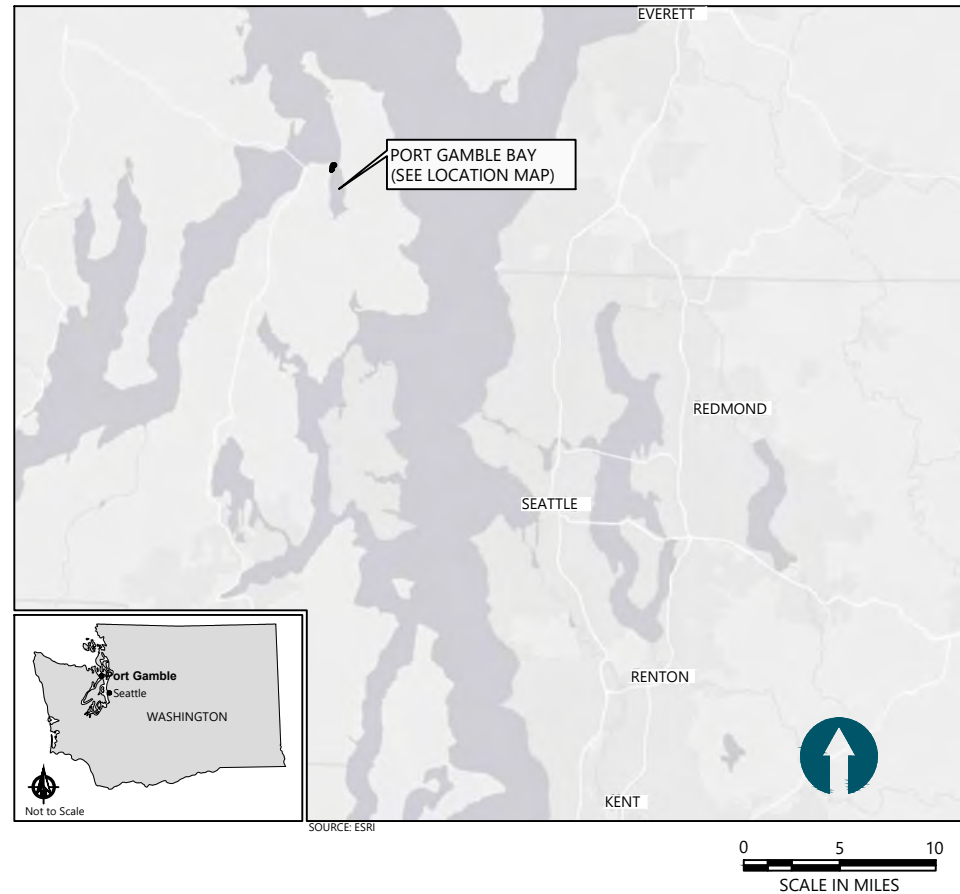 EVERETT
PORT GAMBLE BAY
(SEE LOCATION MAP)
REDMOND
SEATTLE
RENTON
KENT
Port Gamble
Seattle
WASHINGTON
Not to Scale
SOURCE: ESRI
0 5 10
SCALE IN MILES